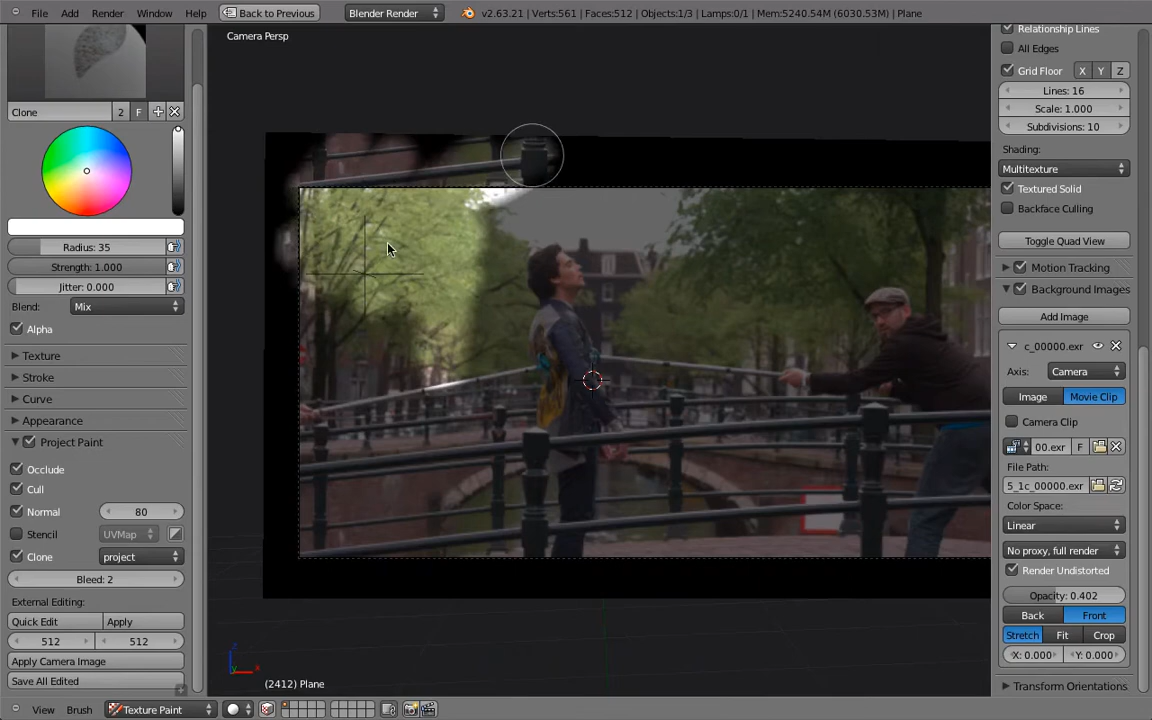 File Render Window Help Back to Previous Blender Render v2.63.21 | Verts:561 | Faces:512 | Objects:1/3 | Lamps:0/1 | Mem:5240.54M (6030.53M) | Plane
Camera Persp
Clone 2 F
Radius: 35
Strength: 1.000
Jitter: 0.000
Blend: Mix
Alpha
Texture
Stroke
Curve
Appearance
Project Paint
Occlude
Cull
Normal 80
Stencil UVMap
Clone project
Bleed: 2
External Editing:
Quick Edit Apply
512 512
Apply Camera Image
Save All Edited
(2412) Plane
View Brush Texture Paint
Relationship Lines
All Edges
Grid Floor X Y Z
Lines: 16
Scale: 1.000
Subdivisions: 10
Shading:
Multitexture
Textured Solid
Backface Culling
Toggle Quad View
Motion Tracking
Background Images
Add Image
c_00000.exr
Axis: Camera
Image Movie Clip
Camera Clip
00.exr F
File Path:
5_1c_00000.exr
Color Space:
Linear
No proxy, full render
Render Undistorted
Opacity: 0.402
Back Front
Stretch Fit Crop
X: 0.000 Y: 0.000
Transform Orientations